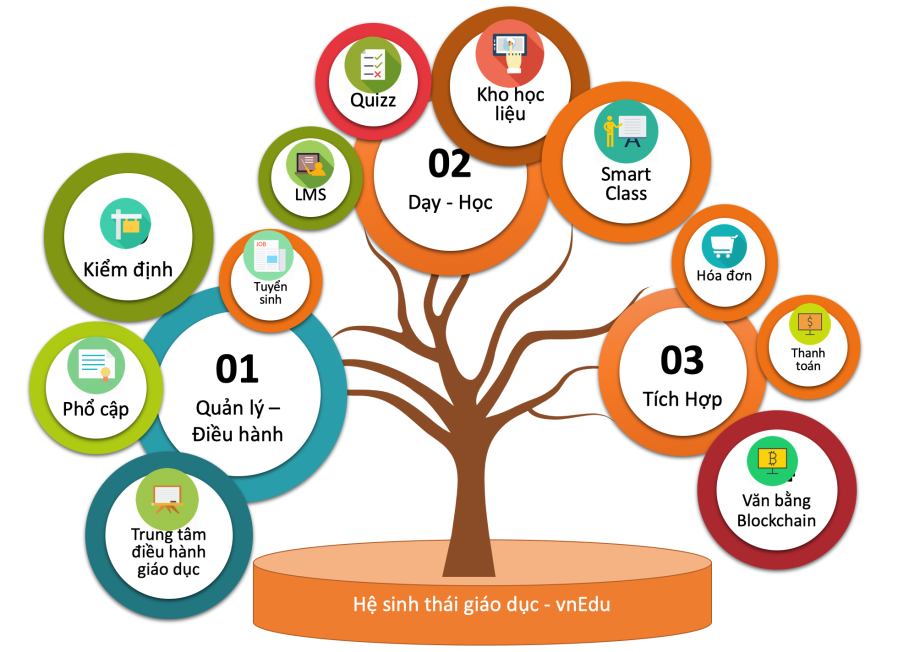 Quizz
Kho học
liệu
LMS
02
Dạy - Học
Smart
Class
Kiểm định
JOB
Tuyển
sinh
Hóa đơn
01
Quản lý –
Điều hành
Phổ cập
03
Tích Hợp
$
Thanh
toán
Trung tâm
điều hành
giáo dục
Văn bằng
Blockchain
Hệ sinh thái giáo dục - vnEdu